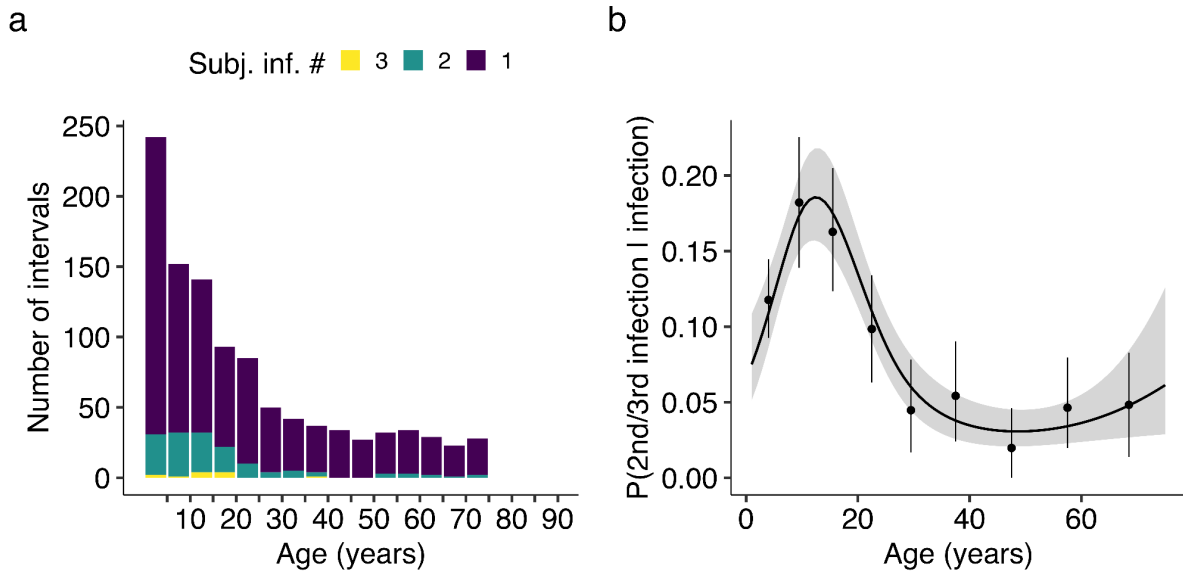 a
Subj. inf. # 3 2 1
Number of intervals
250
200
150
100
50
0
10 20 30 40 50 60 70 80 90
Age (years)
b
P(2nd/3rd infection | infection)
0.20
0.15
0.10
0.05
0.00
0 20 40 60
Age (years)